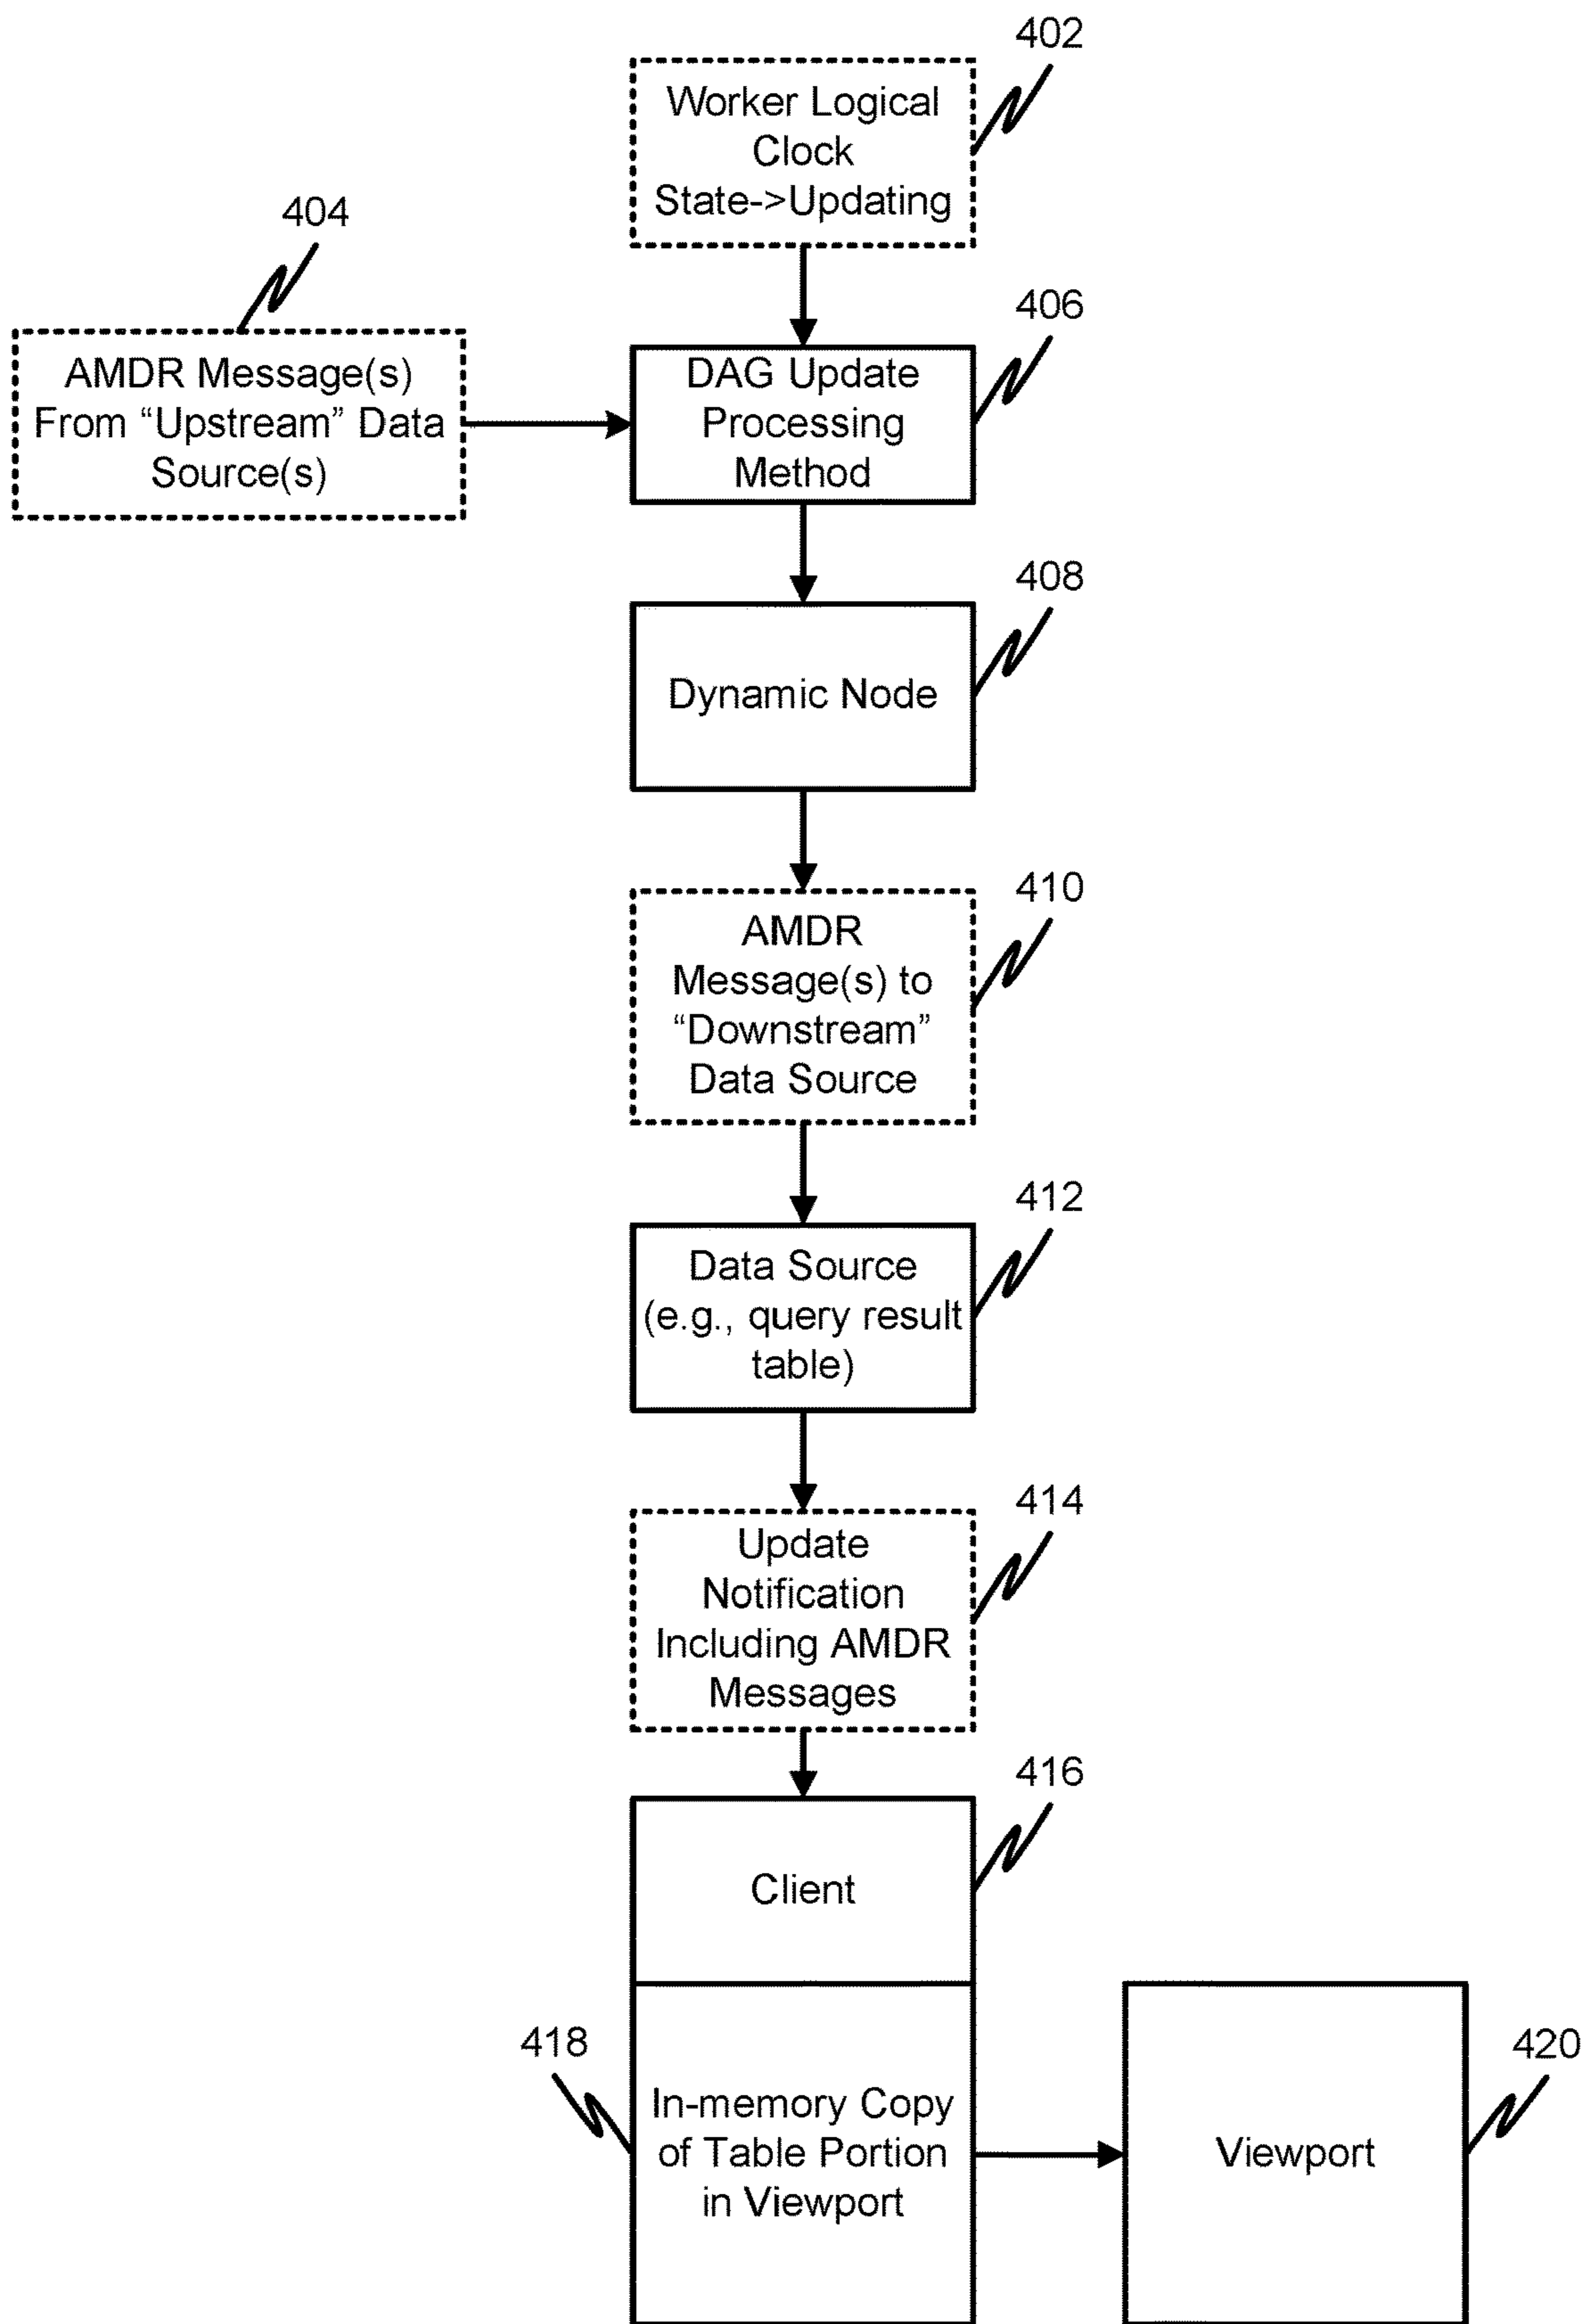 402
Worker Logical
Clock
State->Updating
404
AMDR Message(s)
From “Upstream” Data
Source(s)
406
DAG Update
Processing
Method
408
Dynamic Node
410
AMDR
Message(s) to
“Downstream”
Data Source
412
Data Source
(e.g., query result
table)
414
Update
Notification
Including AMDR
Messages
416
Client
418
In-memory Copy
of Table Portion
in Viewport
420
Viewport